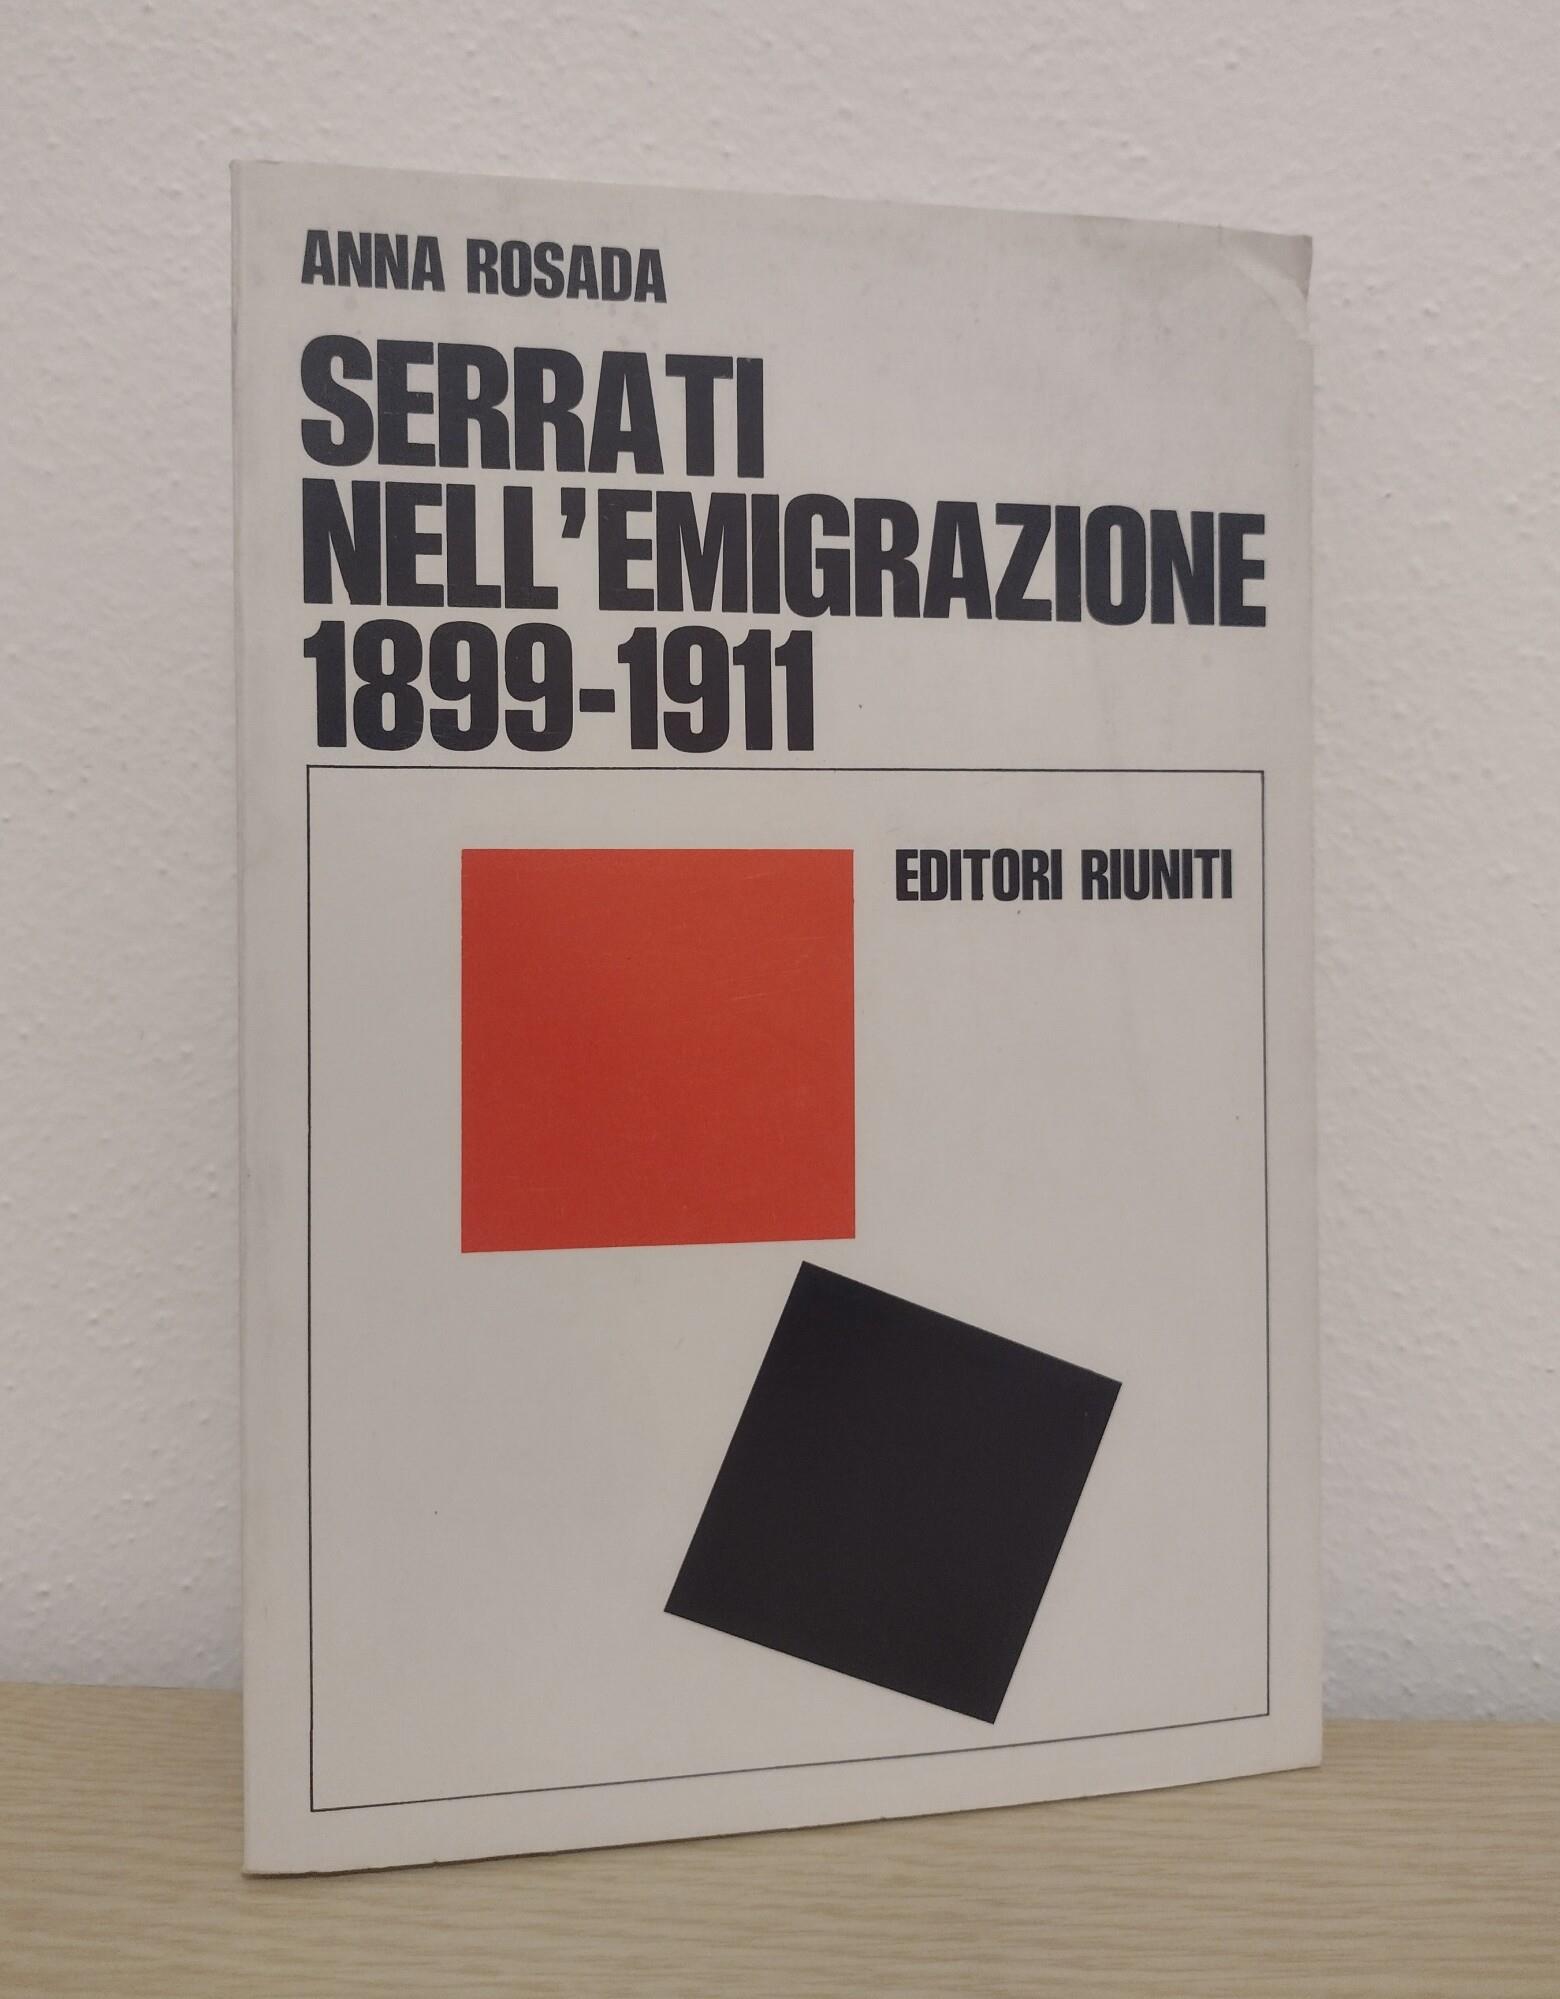 ANNA ROSADA
SERRATI
NELL'EMIGRAZIONE
1899-1911
EDITORI RIUNITI